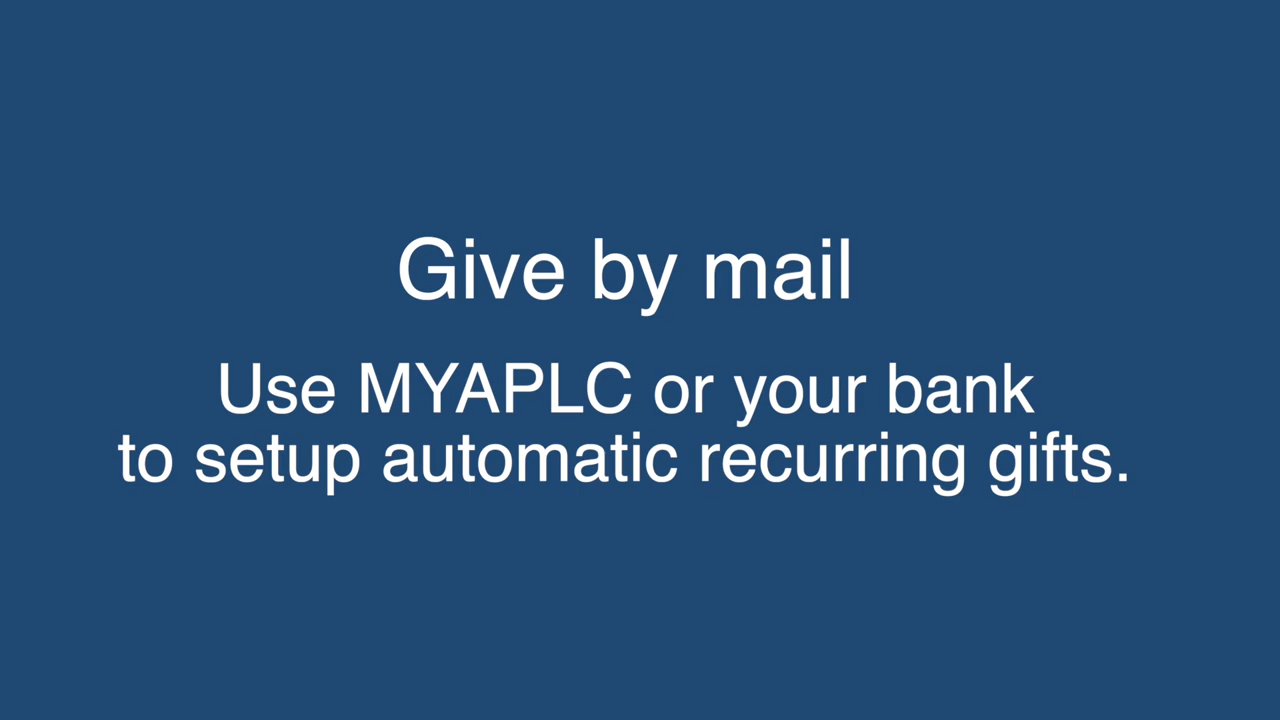 Give by mail
Use MYAPLC or your bank
to setup automatic recurring gifts.